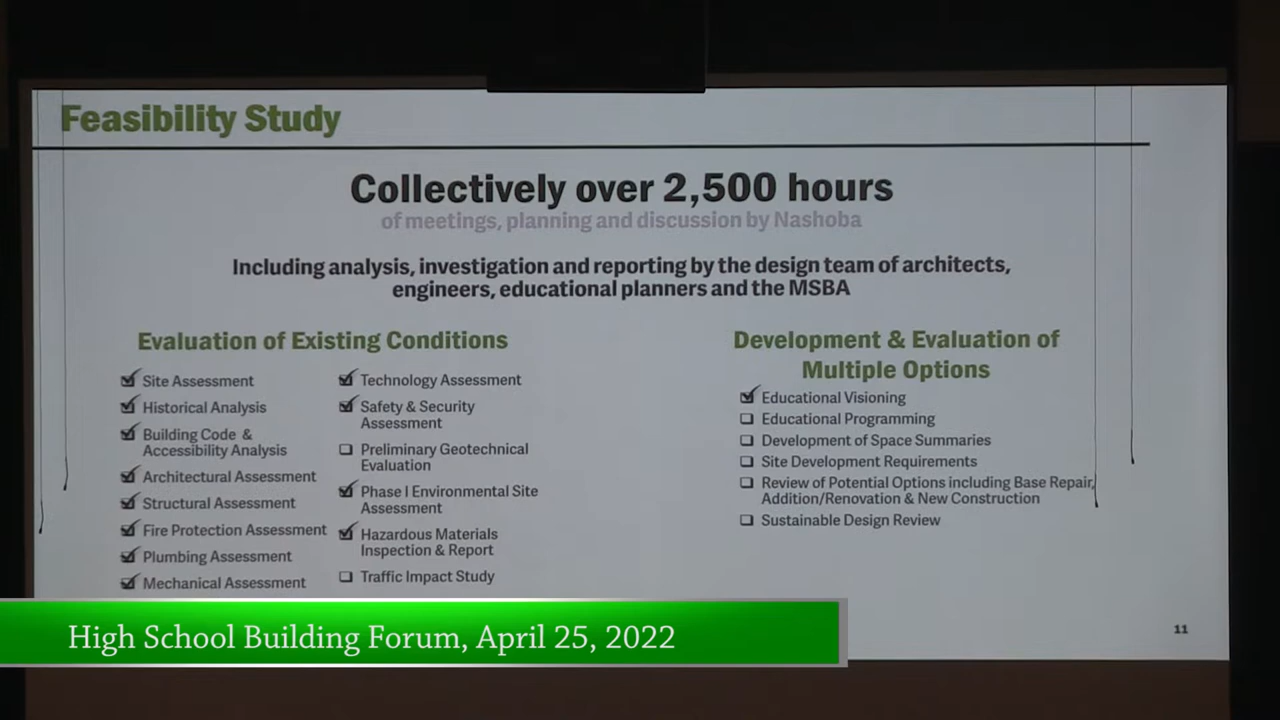 Feasibility Study
Collectively over 2,500 hours
of meetings, planning and discussion by Nashoba
Including analysis, investigation and reporting by the design team of architects,
engineers, educational planners and the MSBA
Evaluation of Existing Conditions
Site Assessment
Historical Analysis
Building Code &
Accessibility Analysis
Architectural Assessment
Structural Assessment
Fire Protection Assessment
Plumbing Assessment
Mechanical Assessment
Technology Assessment
Safety & Security
Assessment
Preliminary Geotechnical
Evaluation
Phase I Environmental Site
Assessment
Hazardous Materials
Inspection & Report
Traffic Impact Study
Development & Evaluation of
Multiple Options
Educational Visioning
Educational Programming
Development of Space Summaries
Site Development Requirements
Review of Potential Options including Base Repair,
Addition/Renovation & New Construction
Sustainable Design Review
11
High School Building Forum, April 25, 2022